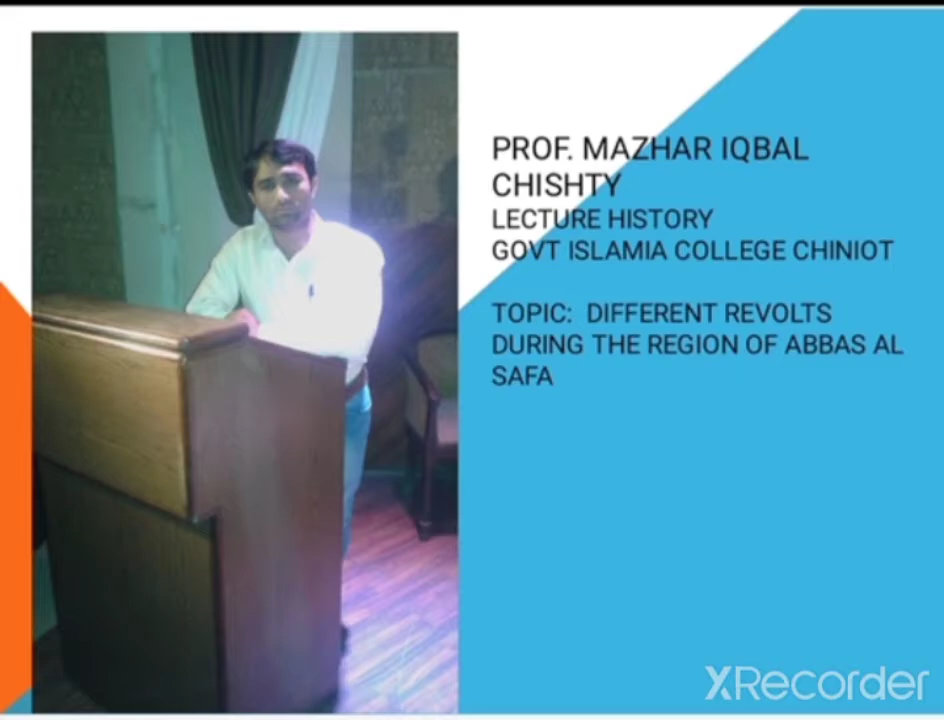 PROF. MAZHAR IQBAL
CHISHTY
LECTURE HISTORY
GOVT ISLAMIA COLLEGE CHINIOT
TOPIC: DIFFERENT REVOLTS
DURING THE REGION OF ABBAS AL
SAFA
XRecorder